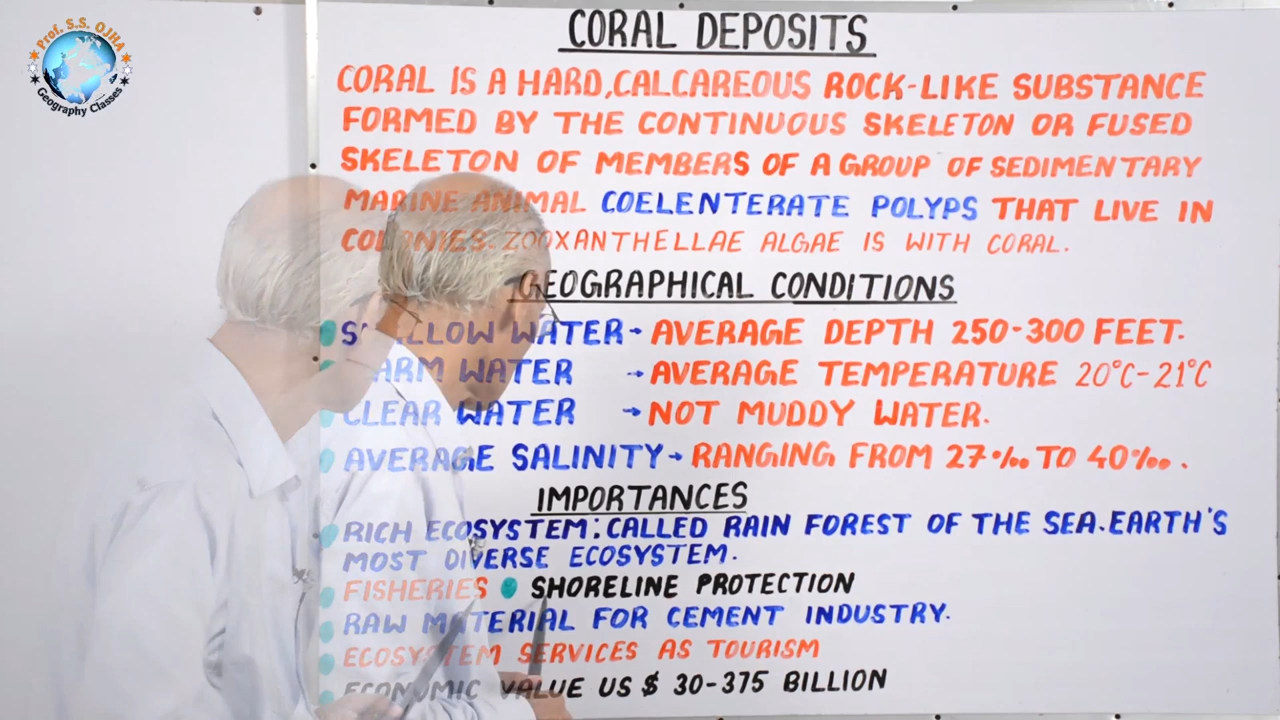 Prof. S.S. OJHA
Geography Classes
CORAL DEPOSITS
CORAL IS A HARD, CALCAREOUS ROCK-LIKE SUBSTANCE
FORMED BY THE CONTINUOUS SKELETON OR FUSED
SKELETON OF MEMBERS OF A GROUP OF SEDIMENTARY
MARINE ANIMAL COELENTERATE POLYPS THAT LIVE IN
COLONIES. ZOOXANTHELLAE ALGAE IS WITH CORAL.
GEOGRAPHICAL CONDITIONS
SHALLOW WATER → AVERAGE DEPTH 250-300 FEET.
WARM WATER → AVERAGE TEMPERATURE 20°C-21°C
CLEAR WATER → NOT MUDDY WATER.
AVERAGE SALINITY → RANGING FROM 27‰ TO 40‰.
IMPORTANCES
RICH ECOSYSTEM: CALLED RAIN FOREST OF THE SEA. EARTH'S
MOST DIVERSE ECOSYSTEM.
FISHERIES ● SHORELINE PROTECTION
RAW MATERIAL FOR CEMENT INDUSTRY.
ECOSYSTEM SERVICES AS TOURISM
ECONOMIC VALUE US $ 30-375 BILLION